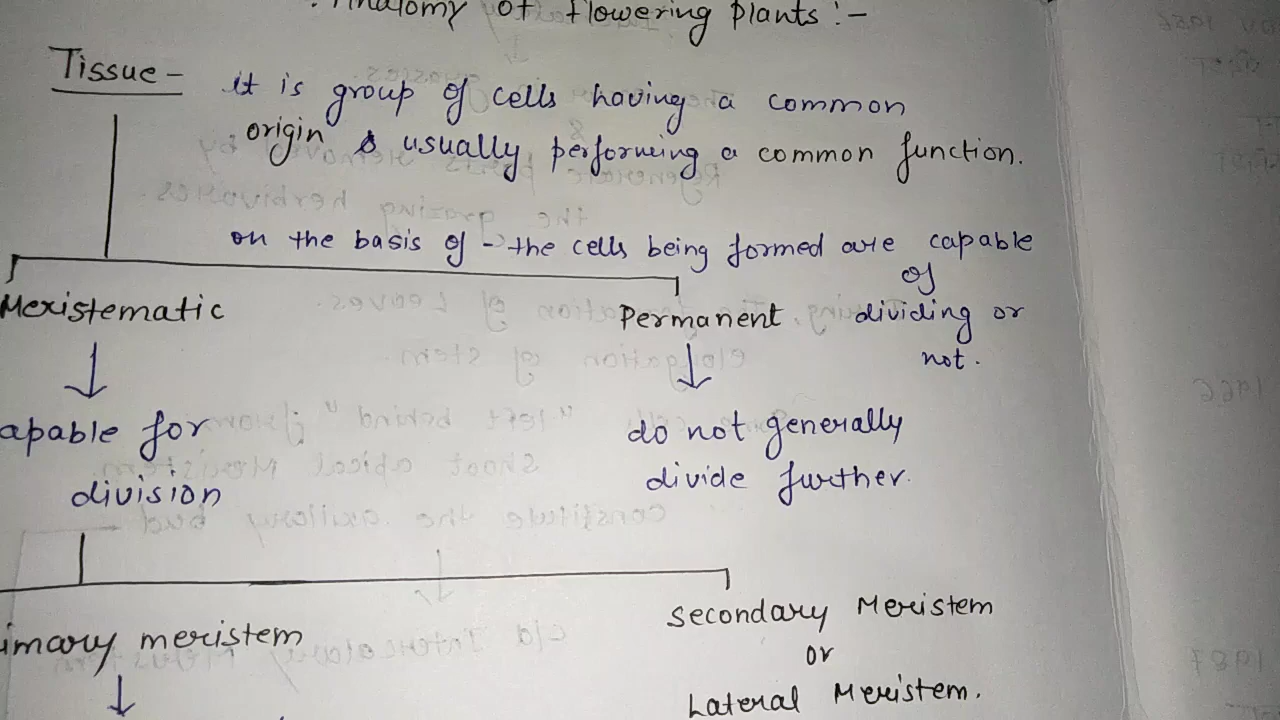 Anatomy of flowering plants :-
Tissue - it is group of cells having a common
origin & usually performing a common function.
on the basis of - the cells being formed are capable
of
Meristematic Permanent dividing or
not.
apable for do not generally
division divide further.
imary meristem Secondary Meristem
or
Lateral Meristem.